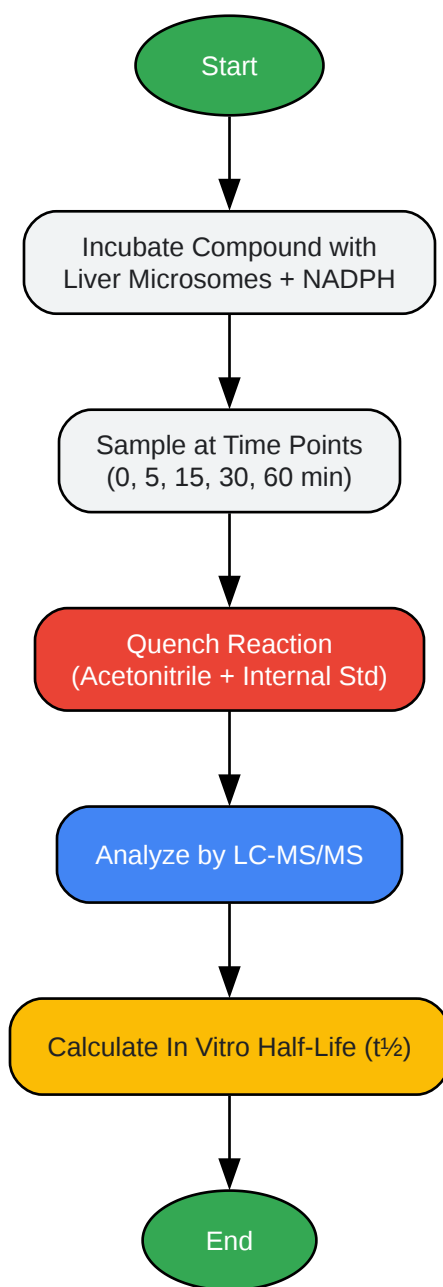 Start
Incubate Compound with
Liver Microsomes + NADPH
Sample at Time Points
(0, 5, 15, 30, 60 min)
Quench Reaction
(Acetonitrile + Internal Std)
Analyze by LC-MS/MS
Calculate In Vitro Half-Life (t½)
End